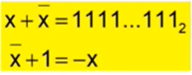 x + x̅ = 1111...111₂
x̅ + 1 = -x